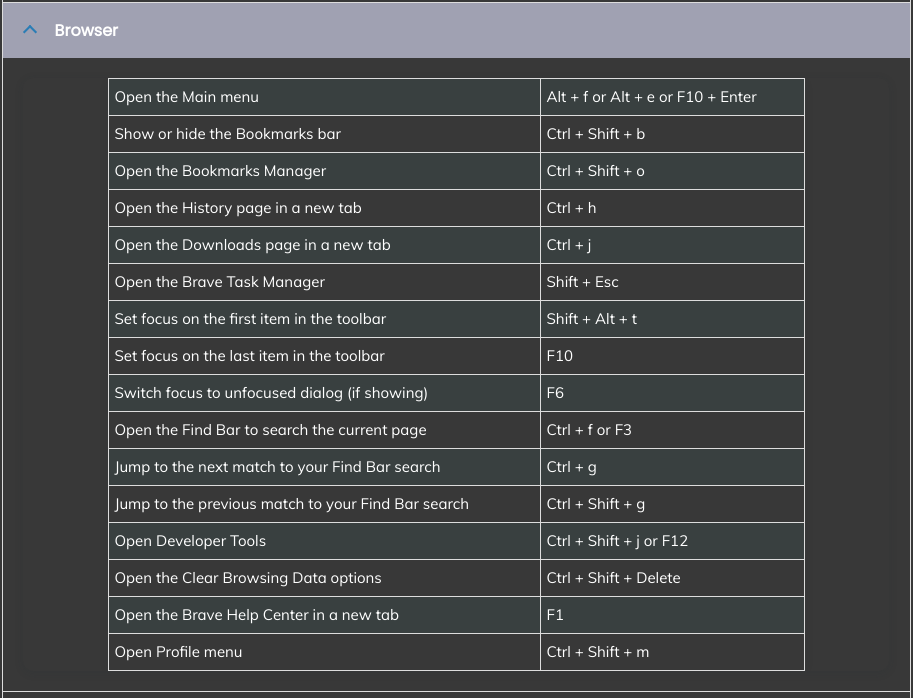 Browser
Open the Main menu Alt + f or Alt + e or F10 + Enter
Show or hide the Bookmarks bar Ctrl + Shift + b
Open the Bookmarks Manager Ctrl + Shift + o
Open the History page in a new tab Ctrl + h
Open the Downloads page in a new tab Ctrl + j
Open the Brave Task Manager Shift + Esc
Set focus on the first item in the toolbar Shift + Alt + t
Set focus on the last item in the toolbar F10
Switch focus to unfocused dialog (if showing) F6
Open the Find Bar to search the current page Ctrl + f or F3
Jump to the next match to your Find Bar search Ctrl + g
Jump to the previous match to your Find Bar search Ctrl + Shift + g
Open Developer Tools Ctrl + Shift + j or F12
Open the Clear Browsing Data options Ctrl + Shift + Delete
Open the Brave Help Center in a new tab F1
Open Profile menu Ctrl + Shift + m